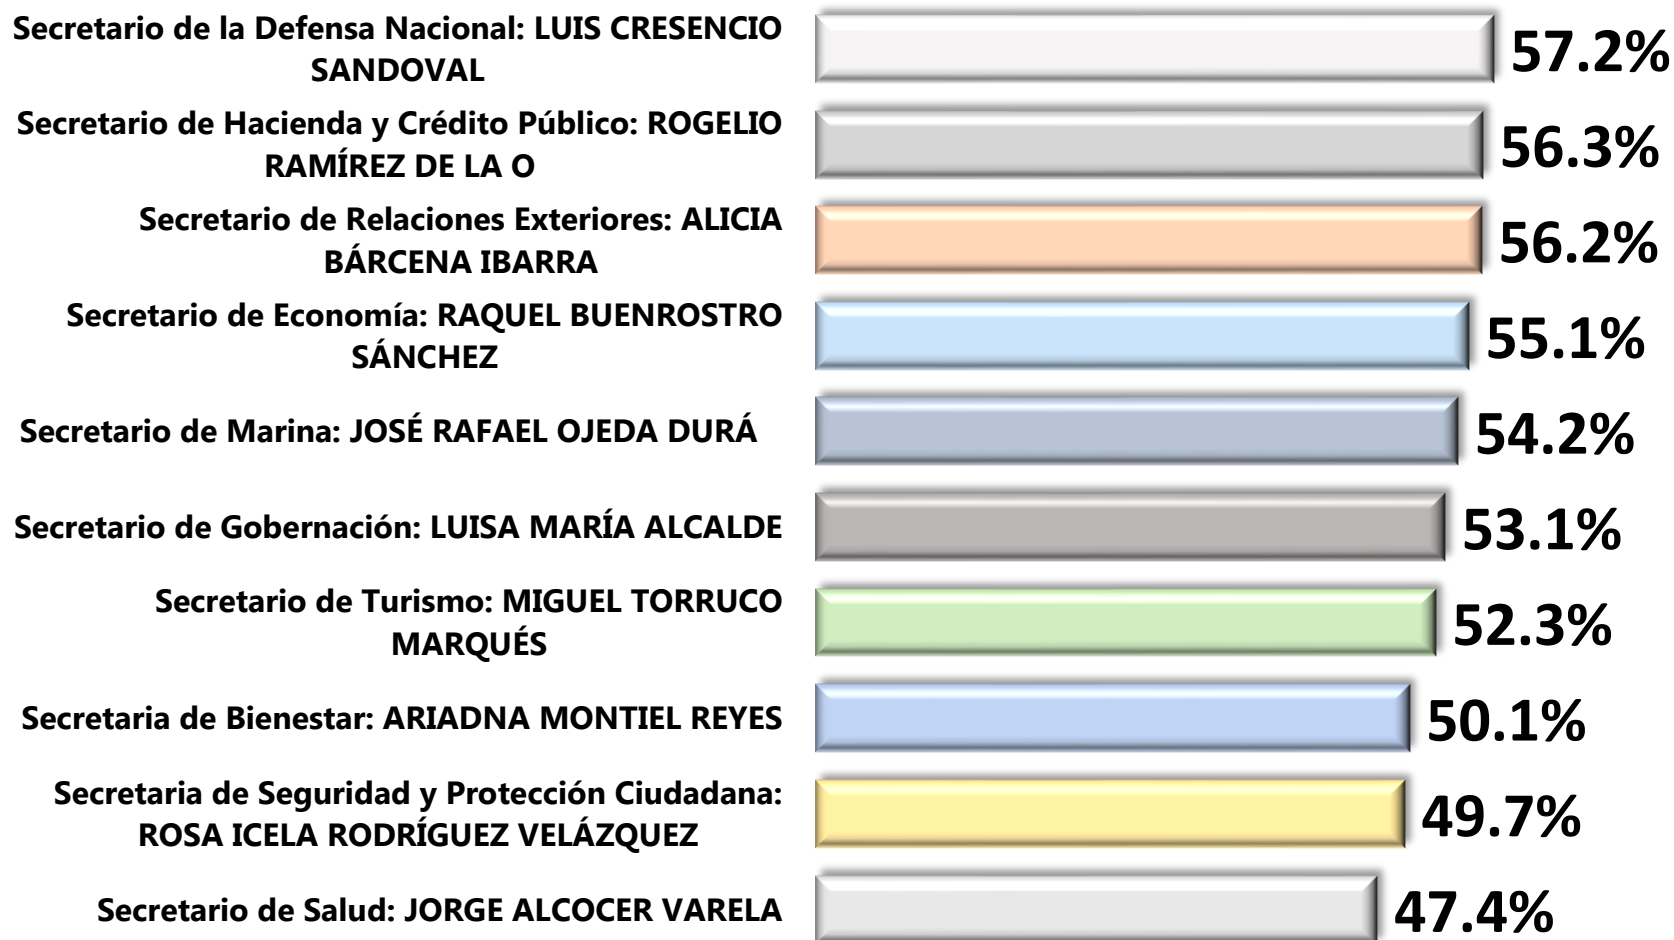 Secretario de la Defensa Nacional: LUIS CRESENCIO
SANDOVAL
57.2%
Secretario de Hacienda y Crédito Público: ROGELIO
RAMÍREZ DE LA O
56.3%
Secretario de Relaciones Exteriores: ALICIA
BÁRCENA IBARRA
56.2%
Secretario de Economía: RAQUEL BUENROSTRO
SÁNCHEZ
55.1%
Secretario de Marina: JOSÉ RAFAEL OJEDA DURÁ
54.2%
Secretario de Gobernación: LUISA MARÍA ALCALDE
53.1%
Secretario de Turismo: MIGUEL TORRUCO
MARQUÉS
52.3%
Secretaria de Bienestar: ARIADNA MONTIEL REYES
50.1%
Secretaria de Seguridad y Protección Ciudadana:
ROSA ICELA RODRÍGUEZ VELÁZQUEZ
49.7%
Secretario de Salud: JORGE ALCOCER VARELA
47.4%